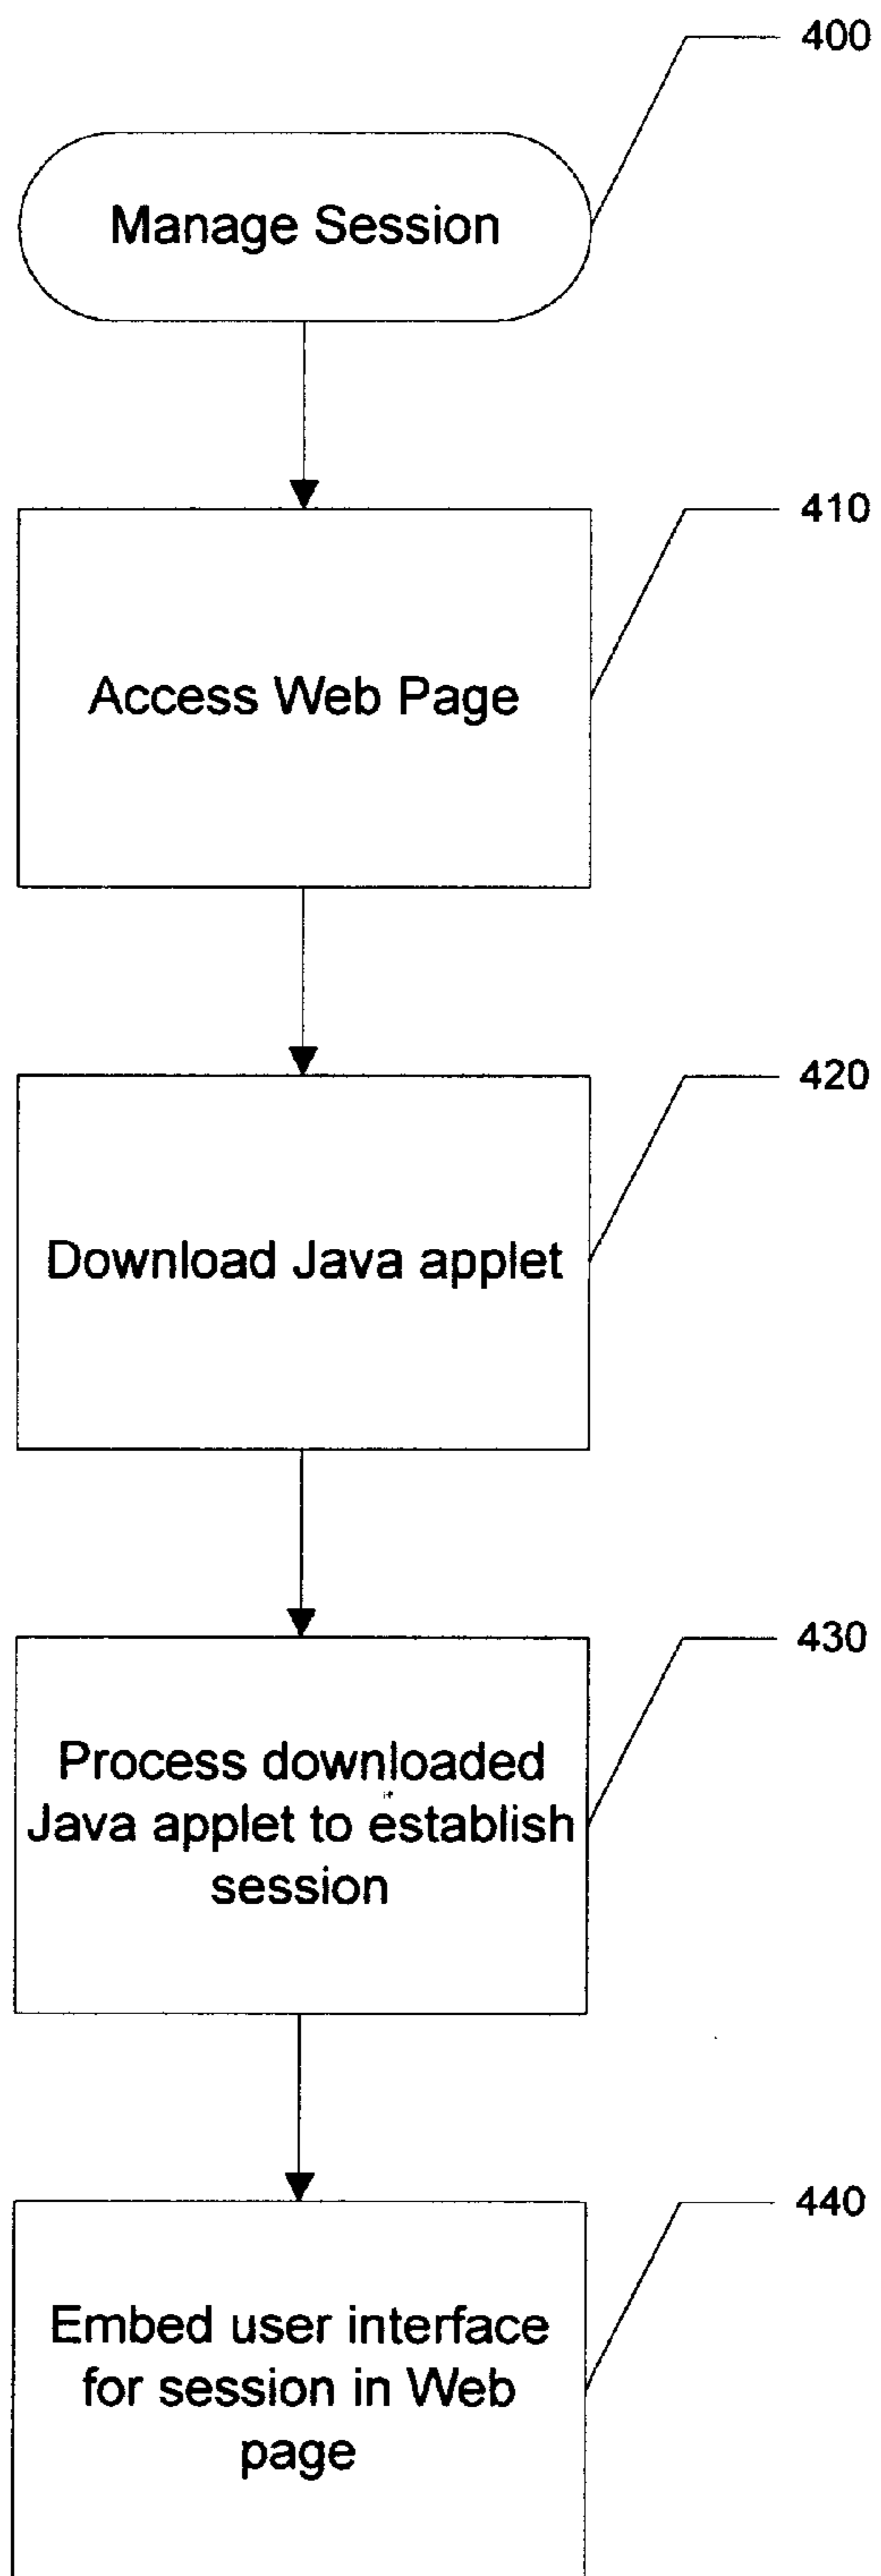 400
Manage Session
410
Access Web Page
420
Download Java applet
430
Process downloaded
Java applet to establish
session
440
Embed user interface
for session in Web
page